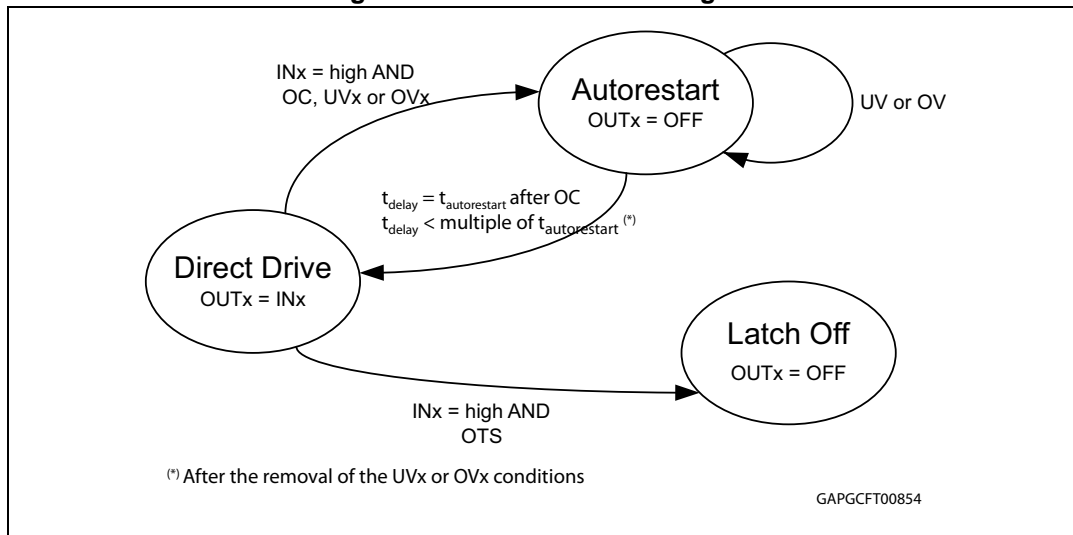 INx = high AND
OC, UVx or OVx
Autorestart
OUTx = OFF
UV or OV
tdelay = tautorestart after OC
tdelay < multiple of tautorestart (*)
Direct Drive
OUTx = INx
Latch Off
OUTx = OFF
INx = high AND
OTS
(*) After the removal of the UVx or OVx conditions
GAPGCFT00854